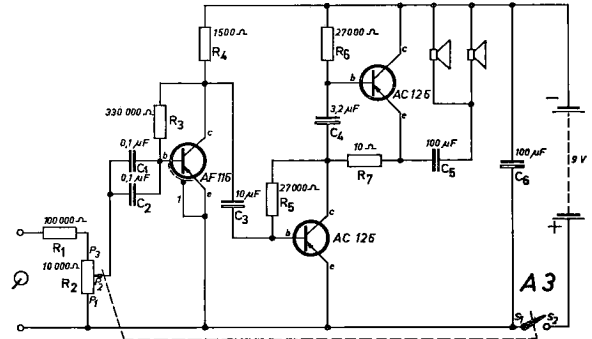 1500 Ω
R4
27000 Ω
R6
c
b
AC 126
e
−
330 000 Ω
R3
3,2 µF
C4
9 V
0,1 µF
C1
c
b
AF 116
0,1 µF
C2
1
e
10 µF
C3
27000 Ω
R5
10 Ω
R7
100 µF
C5
100 µF
C6
+
100 000 Ω
R1
P3
10 000 Ω
R2
P2
P1
c
b
AC 126
e
A3
S1
S2